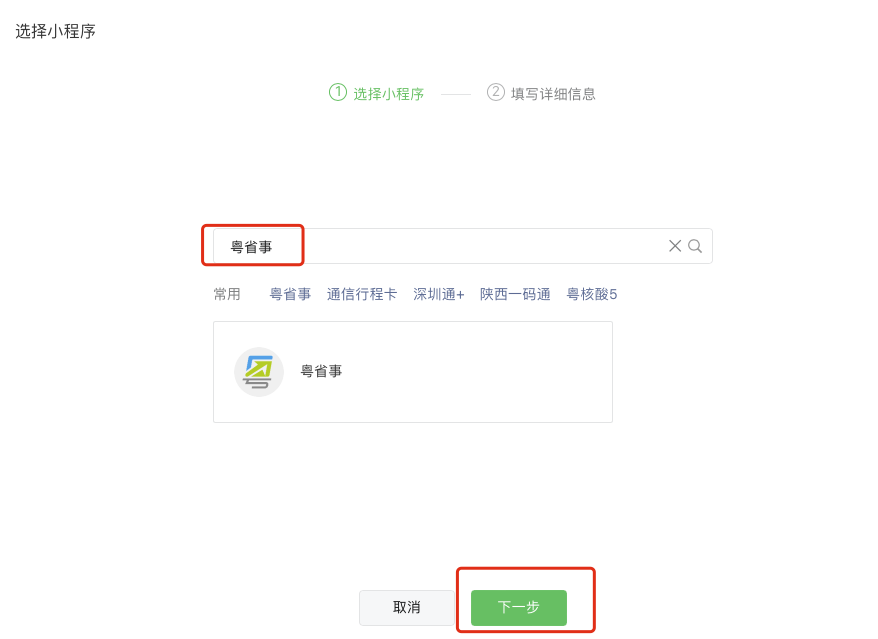 选择小程序
① 选择小程序 ② 填写详细信息
粤省事
常用 粤省事 通信行程卡 深圳通+ 陕西一码通 粤核酸5
粤省事
取消 下一步